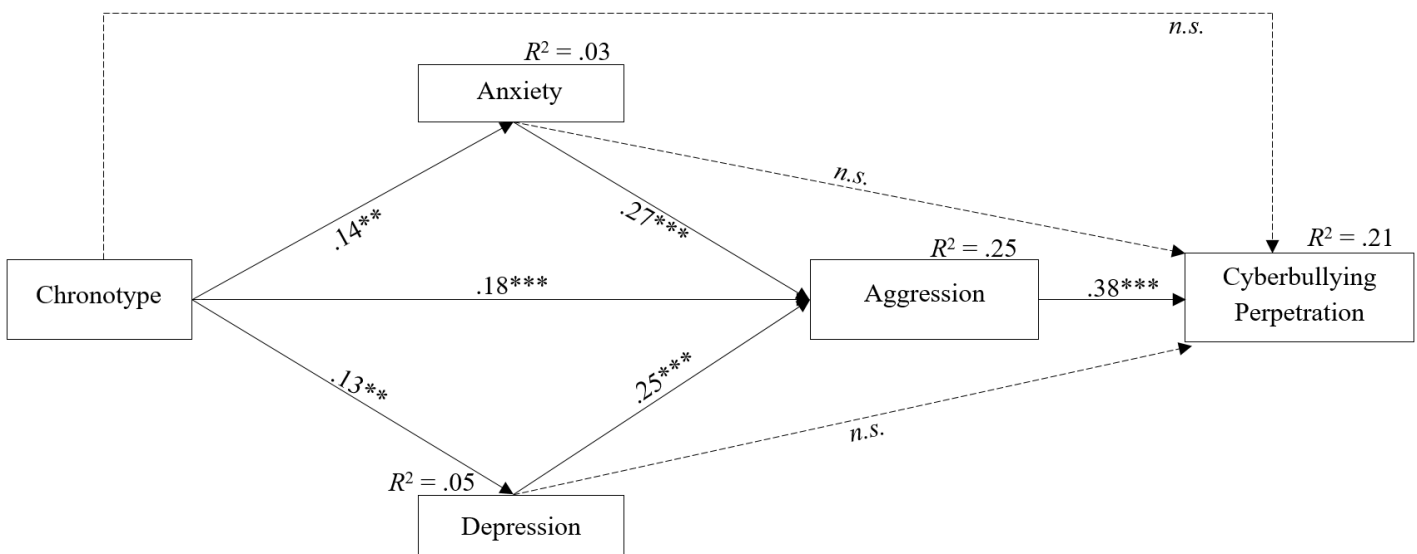 n.s.
R² = .03
Anxiety
n.s.
.14**
.27***
R² = .25
R² = .21
Chronotype
.18***
Aggression
.38***
Cyberbullying
Perpetration
.13**
.25***
n.s.
R² = .05
Depression